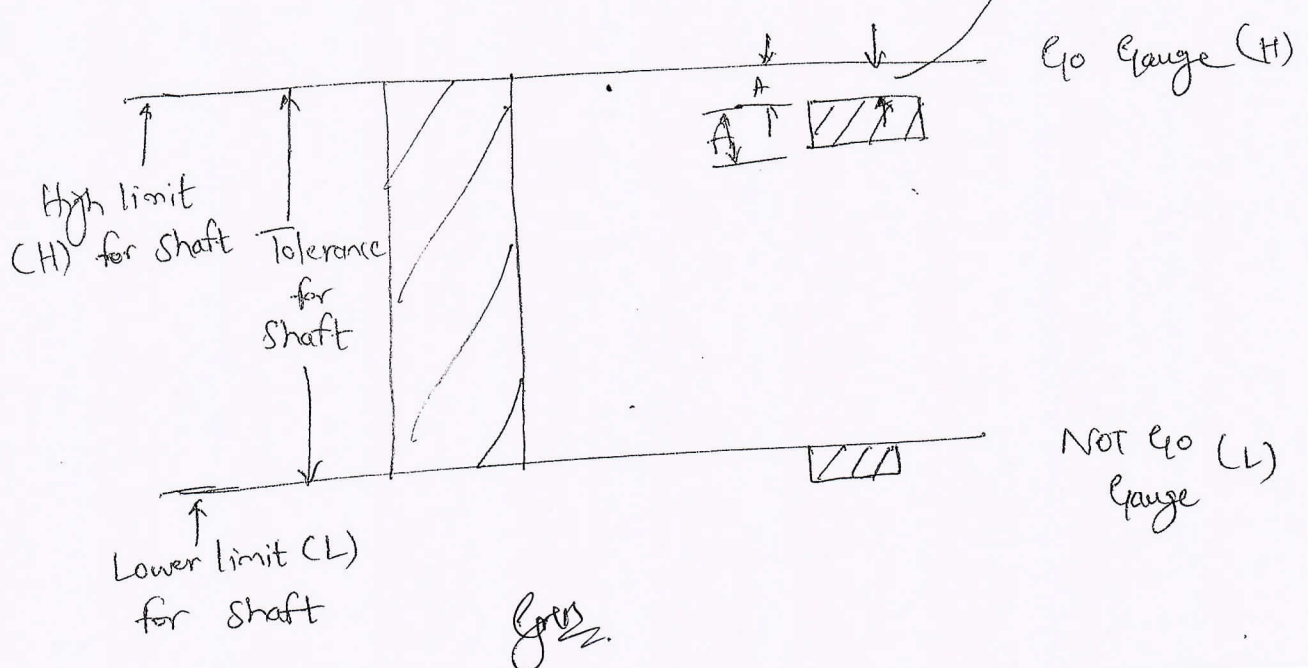 Go Gauge (H)
A
A
High limit
(H) for shaft
Tolerance
for
shaft
NOT GO (L)
Gauge
Lower limit (L)
for shaft